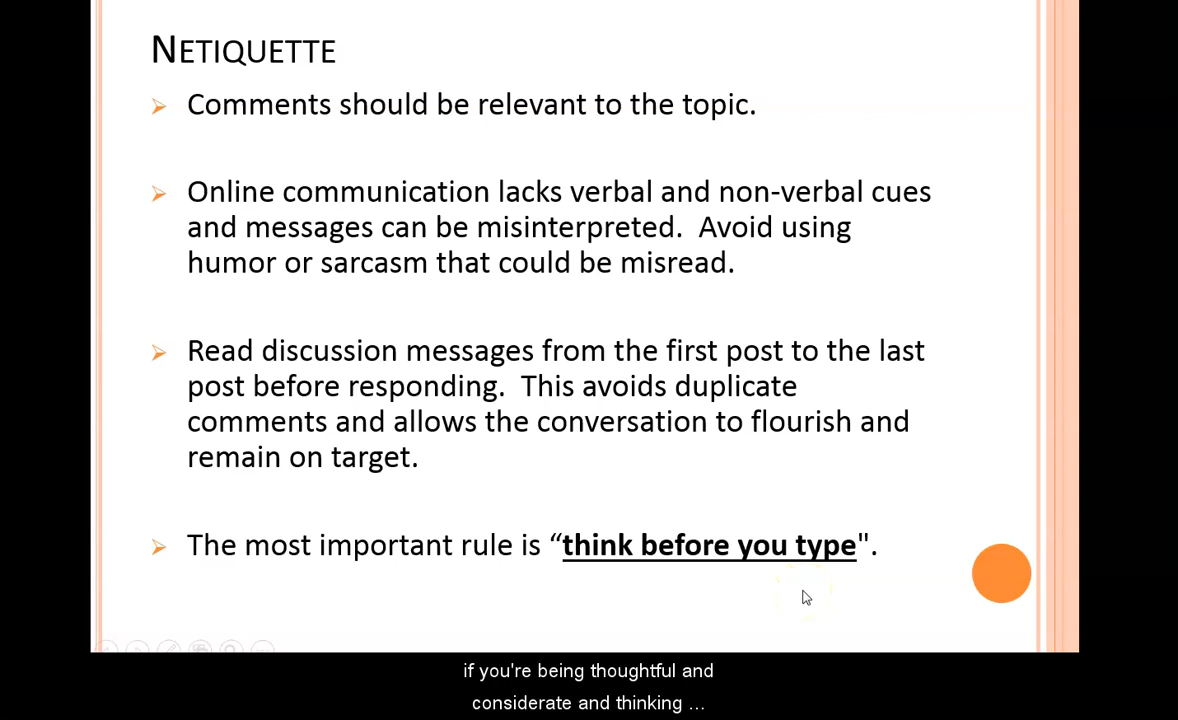 NETIQUETTE
Comments should be relevant to the topic.
Online communication lacks verbal and non-verbal cues
and messages can be misinterpreted.  Avoid using
humor or sarcasm that could be misread.
Read discussion messages from the first post to the last
post before responding.  This avoids duplicate
comments and allows the conversation to flourish and
remain on target.
The most important rule is “think before you type".
if you're being thoughtful and
considerate and thinking ...